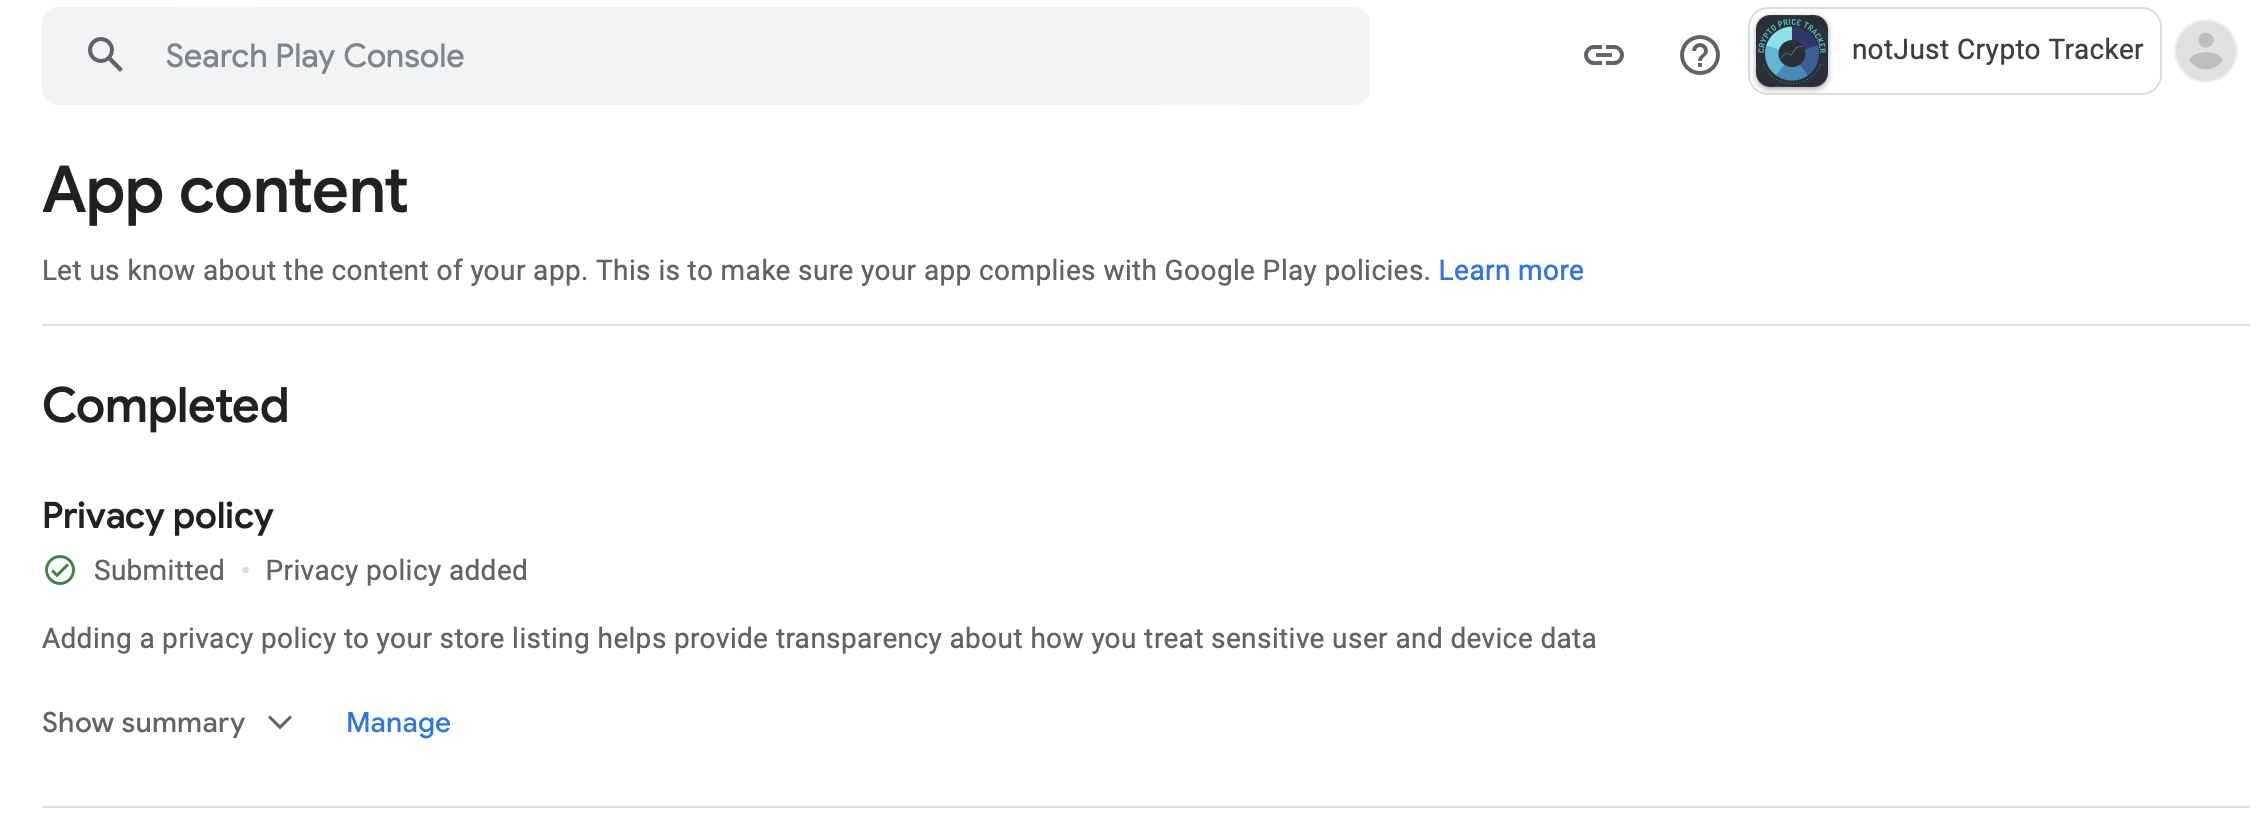 Search Play Console
CRYPTO PRICE TRACKER
notJust Crypto Tracker
App content
Let us know about the content of your app. This is to make sure your app complies with Google Play policies. Learn more
Completed
Privacy policy
Submitted • Privacy policy added
Adding a privacy policy to your store listing helps provide transparency about how you treat sensitive user and device data
Show summary
Manage